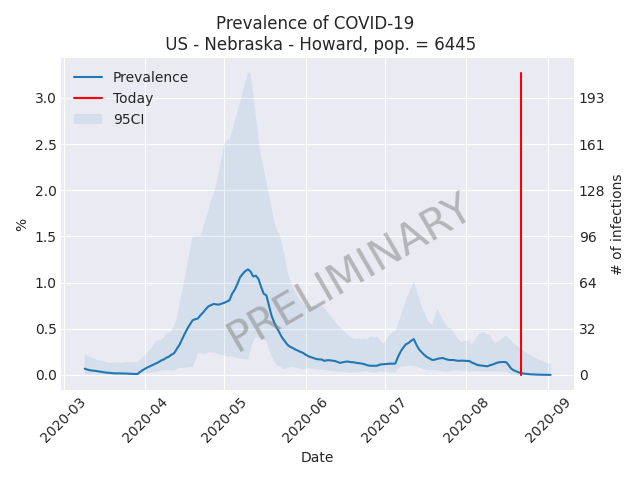 Prevalence of COVID-19
US - Nebraska - Howard, pop. = 6445
Prevalence
Today
95CI
3.0
2.5
2.0
1.5
1.0
0.5
0.0
%
193
161
128
96
64
32
0
# of infections
PRELIMINARY
2020-03
2020-04
2020-05
2020-06
2020-07
2020-08
2020-09
Date